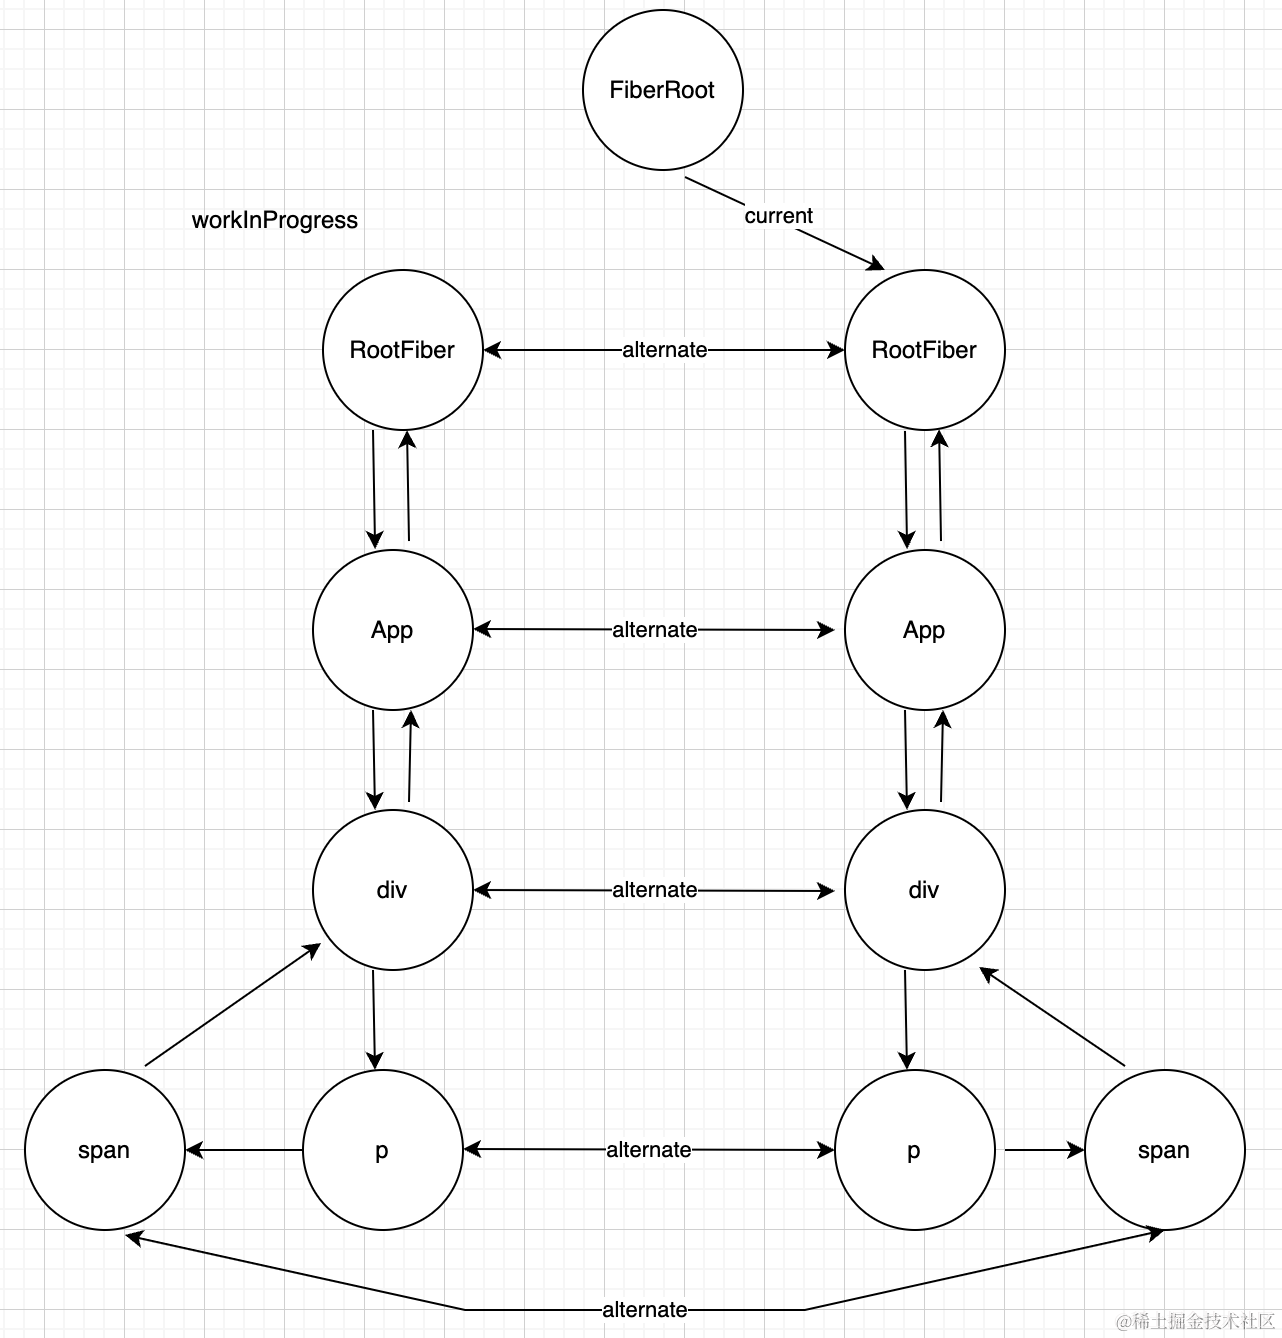 FiberRoot
current
workInProgress
RootFiber
alternate
RootFiber
App
alternate
App
div
alternate
div
span
p
alternate
p
span
alternate
@稀土掘金技术社区